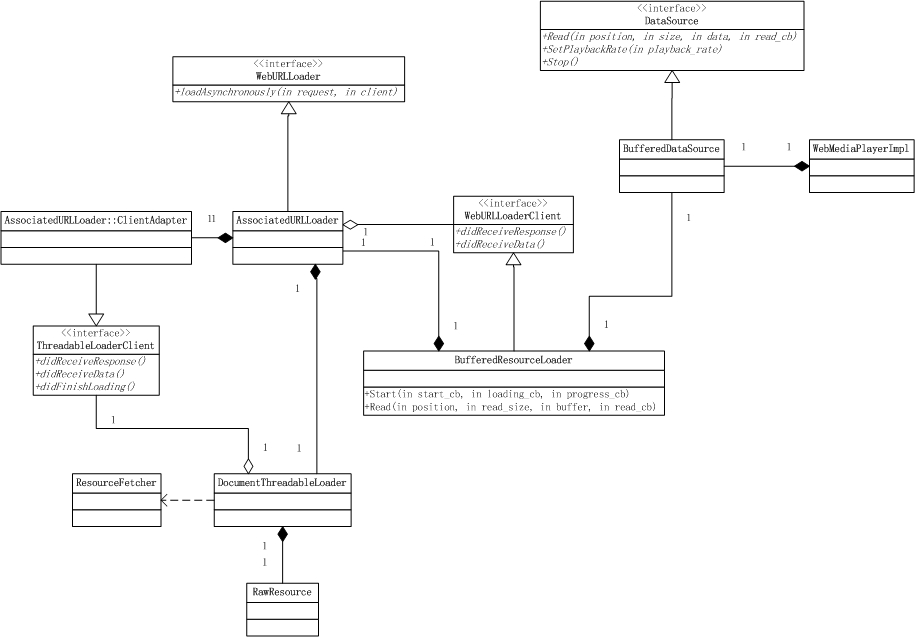 <<interface>>
DataSource
+Read(in position, in size, in data, in read_cb)
+SetPlaybackRate(in playback_rate)
+Stop()
<<interface>>
WebURLLoader
+loadAsynchronously(in request, in client)
BufferedDataSource
1
1
WebMediaPlayerImpl
AssociatedURLLoader::ClientAdapter
11
AssociatedURLLoader
1
1
1
<<interface>>
WebURLLoaderClient
+didReceiveResponse()
+didReceiveData()
1
1
1
1
<<interface>>
ThreadableLoaderClient
+didReceiveResponse()
+didReceiveData()
+didFinishLoading()
BufferedResourceLoader
+Start(in start_cb, in loading_cb, in progress_cb)
+Read(in position, in read_size, in buffer, in read_cb)
1
1
1
ResourceFetcher
DocumentThreadableLoader
1
1
RawResource